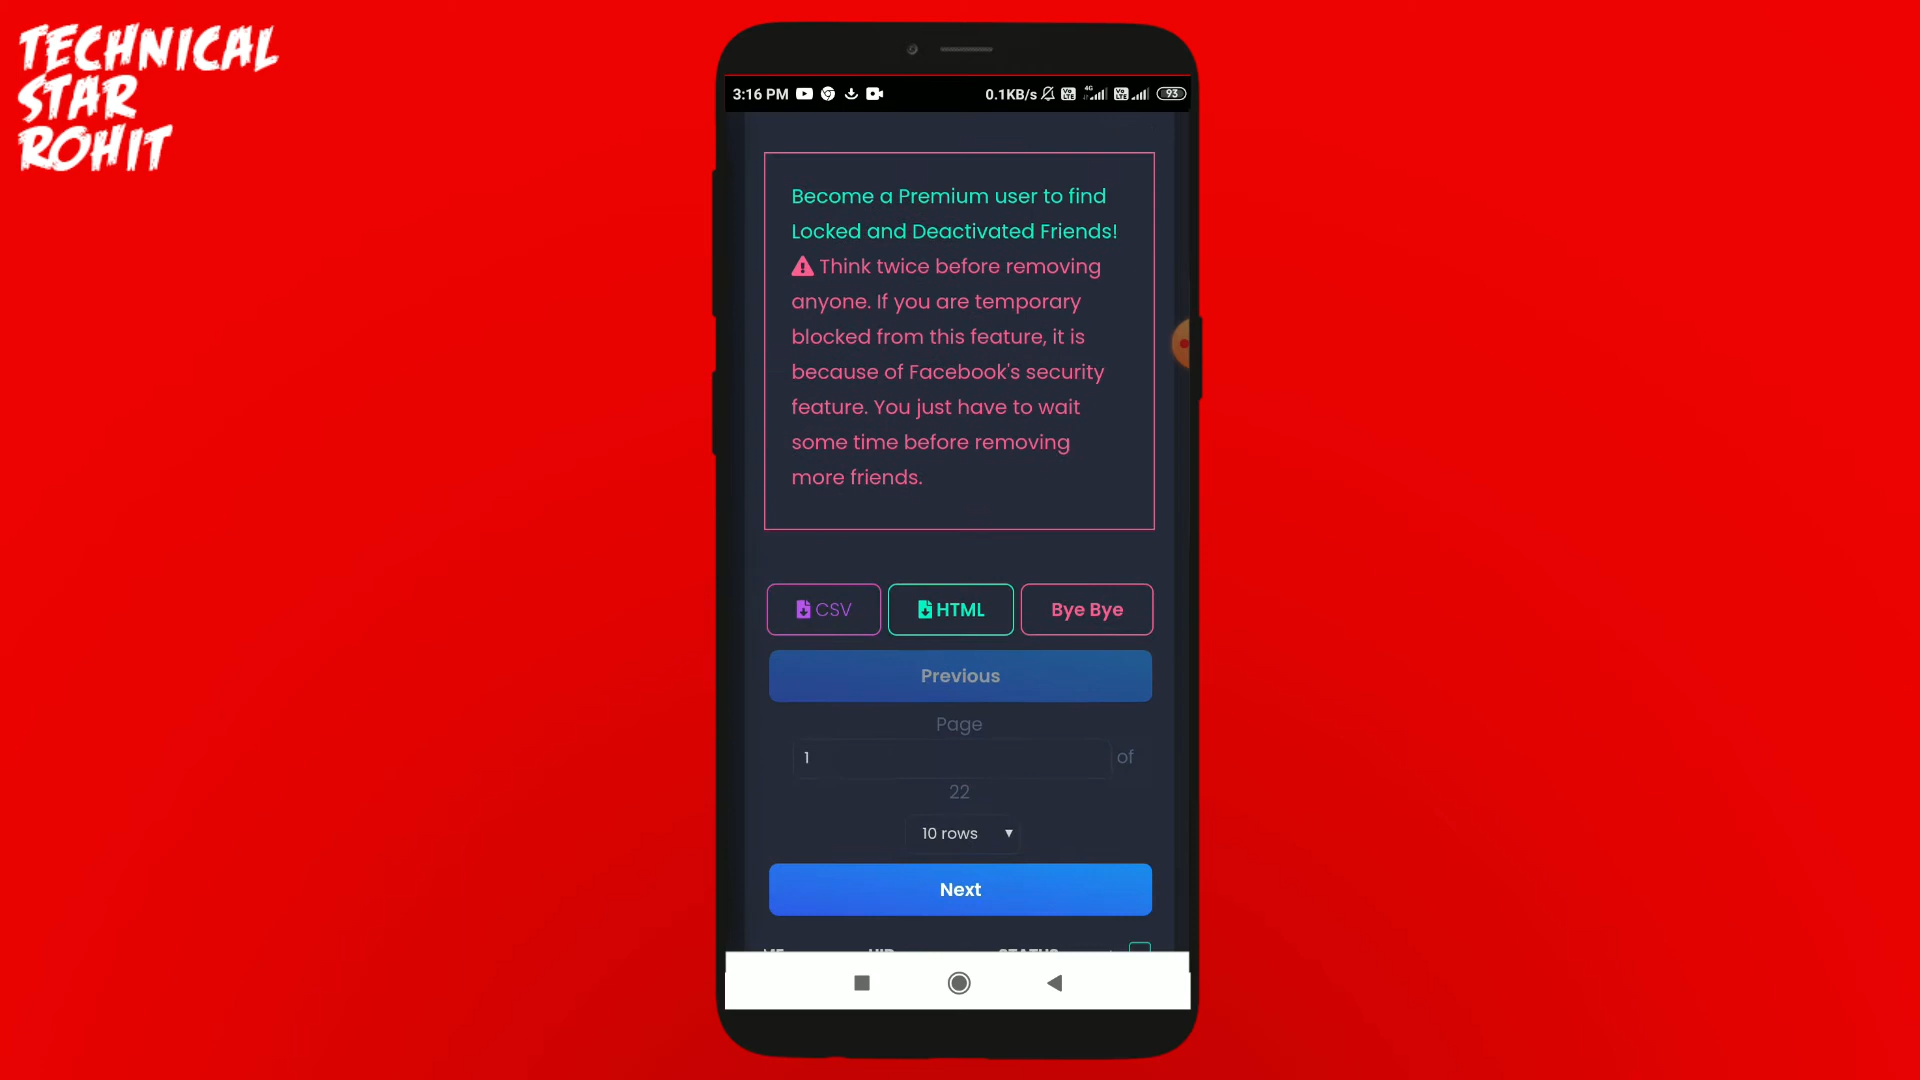 TECHNICAL
STAR
ROHIT
3:16 PM
0.1KB/s
4G
93
Become a Premium user to find
Locked and Deactivated Friends!
Think twice before removing
anyone. If you are temporary
blocked from this feature, it is
because of Facebook's security
feature. You just have to wait
some time before removing
more friends.
CSV
HTML
Bye Bye
Previous
Page
1 of
22
10 rows
Next